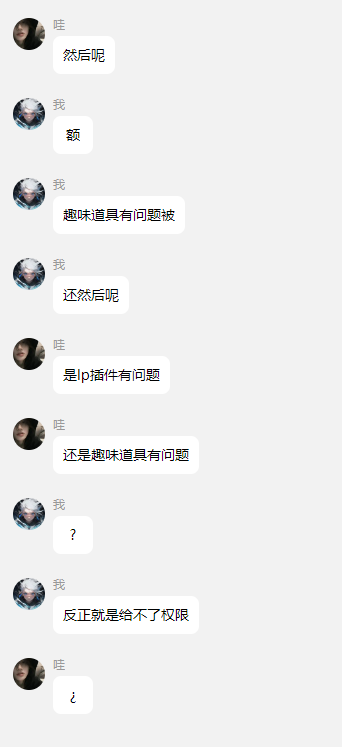 哇
然后呢
我
额
我
趣味道具有问题被
我
还然后呢
哇
是lp插件有问题
哇
还是趣味道具有问题
我
?
我
反正就是给不了权限
哇
¿